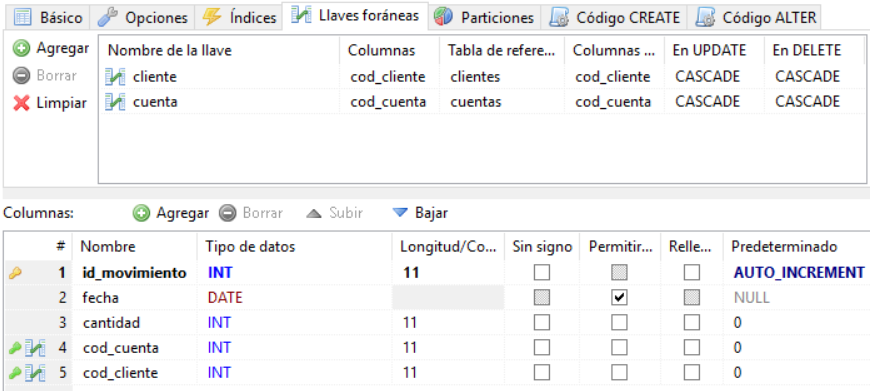 Básico Opciones Índices Llaves foráneas Particiones Código CREATE Código ALTER
Agregar Nombre de la llave Columnas Tabla de refere... Columnas ... En UPDATE En DELETE
Borrar cliente cod_cliente clientes cod_cliente CASCADE CASCADE
Limpiar cuenta cod_cuenta cuentas cod_cuenta CASCADE CASCADE
Columnas: Agregar Borrar Subir Bajar
# Nombre Tipo de datos Longitud/Co... Sin signo Permitir... Relle... Predeterminado
1 id_movimiento INT 11 AUTO_INCREMENT
2 fecha DATE NULL
3 cantidad INT 11 0
4 cod_cuenta INT 11 0
5 cod_cliente INT 11 0